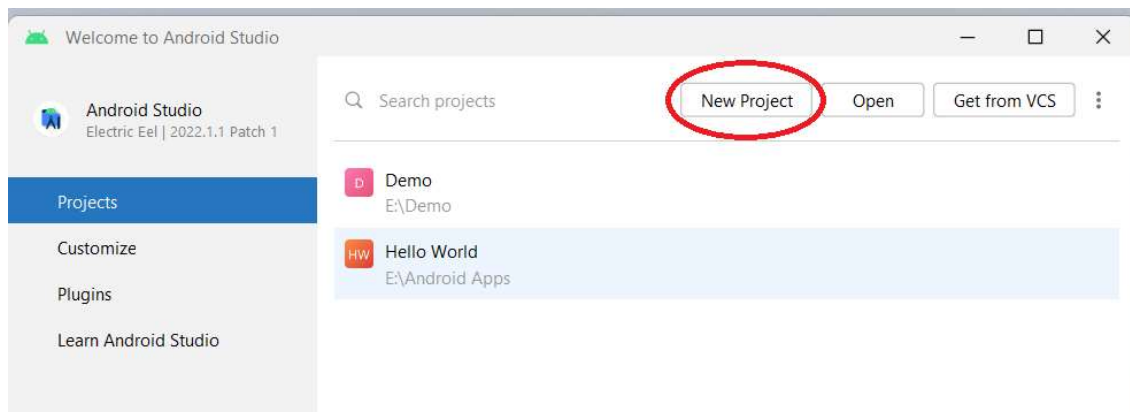 Welcome to Android Studio
Android Studio
Electric Eel | 2022.1.1 Patch 1
Projects
Customize
Plugins
Learn Android Studio
Search projects
New Project
Open
Get from VCS
D
Demo
E:\Demo
HW
Hello World
E:\Android Apps